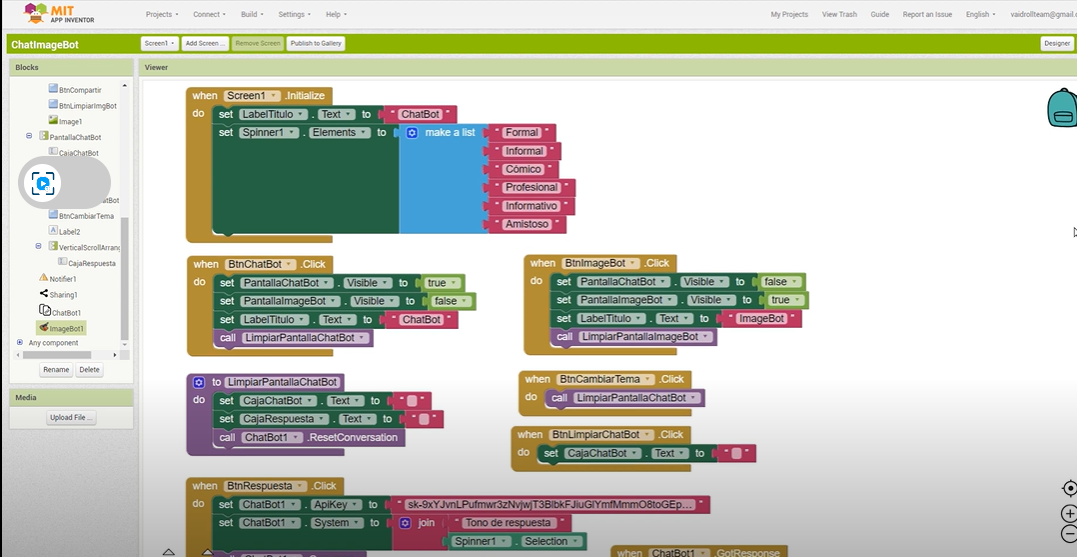 MIT
APP INVENTOR
Projects Connect Build Settings Help My Projects View Trash Guide Report an Issue English vaidrollteam@gmail.c
ChatImageBot Screen1 Add Screen ... Remove Screen Publish to Gallery Designer
Blocks
Viewer
BtnCompartir
BtnLimpiarImgBot
Image1
PantallaChatBot
CajaChatBot
BtnCambiarTema
Label2
VerticalScrollArrang
CajaRespuesta
Notifier1
Sharing1
ChatBot1
ImageBot1
Any component
Rename Delete
Media
Upload File ...
when Screen1 .Initialize
do set LabelTitulo . Text to " ChatBot "
set Spinner1 . Elements to make a list " Formal "
" Informal "
" Cómico "
" Profesional "
" Informativo "
" Amistoso "
when BtnChatBot .Click
do set PantallaChatBot . Visible to true
set PantallaImageBot . Visible to false
set LabelTitulo . Text to " ChatBot "
call LimpiarPantallaChatBot
when BtnImageBot .Click
do set PantallaChatBot . Visible to false
set PantallaImageBot . Visible to true
set LabelTitulo . Text to " ImageBot "
call LimpiarPantallaImageBot
to LimpiarPantallaChatBot
do set CajaChatBot . Text to " "
set CajaRespuesta . Text to " "
call ChatBot1 .ResetConversation
when BtnCambiarTema .Click
do call LimpiarPantallaChatBot
when BtnLimpiarChatBot .Click
do set CajaChatBot . Text to " "
when BtnRespuesta .Click
do set ChatBot1 . ApiKey to
set ChatBot1 . System to join " Tono de respuesta "
Spinner1 . Selection
when ChatBot1 .GotResponse